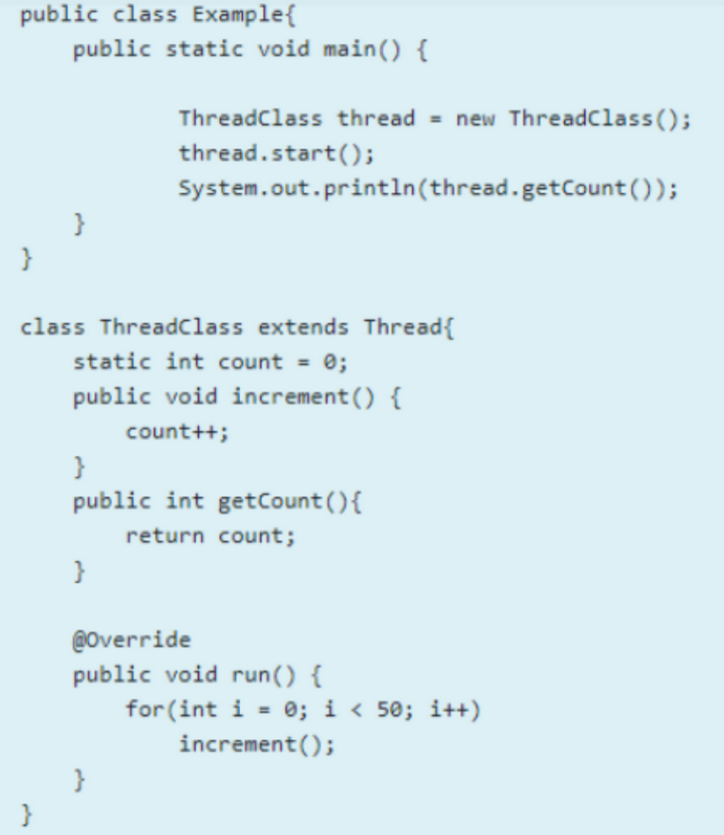 public class Example{
    public static void main() {
            ThreadClass thread = new ThreadClass();
            thread.start();
            System.out.println(thread.getCount());
    }
}
class ThreadClass extends Thread{
    static int count = 0;
    public void increment() {
        count++;
    }
    public int getCount(){
        return count;
    }
    @Override
    public void run() {
        for(int i = 0; i < 50; i++)
            increment();
    }
}